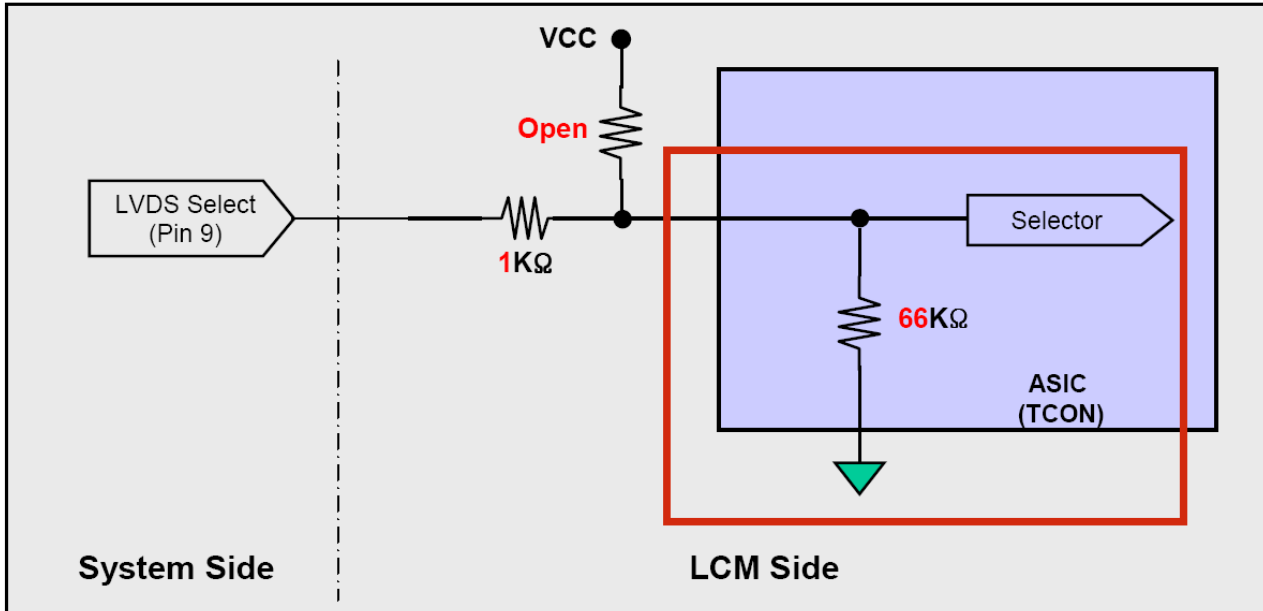 VCC
Open
LVDS Select
(Pin 9)
1KΩ
Selector
66KΩ
ASIC
(TCON)
System Side
LCM Side